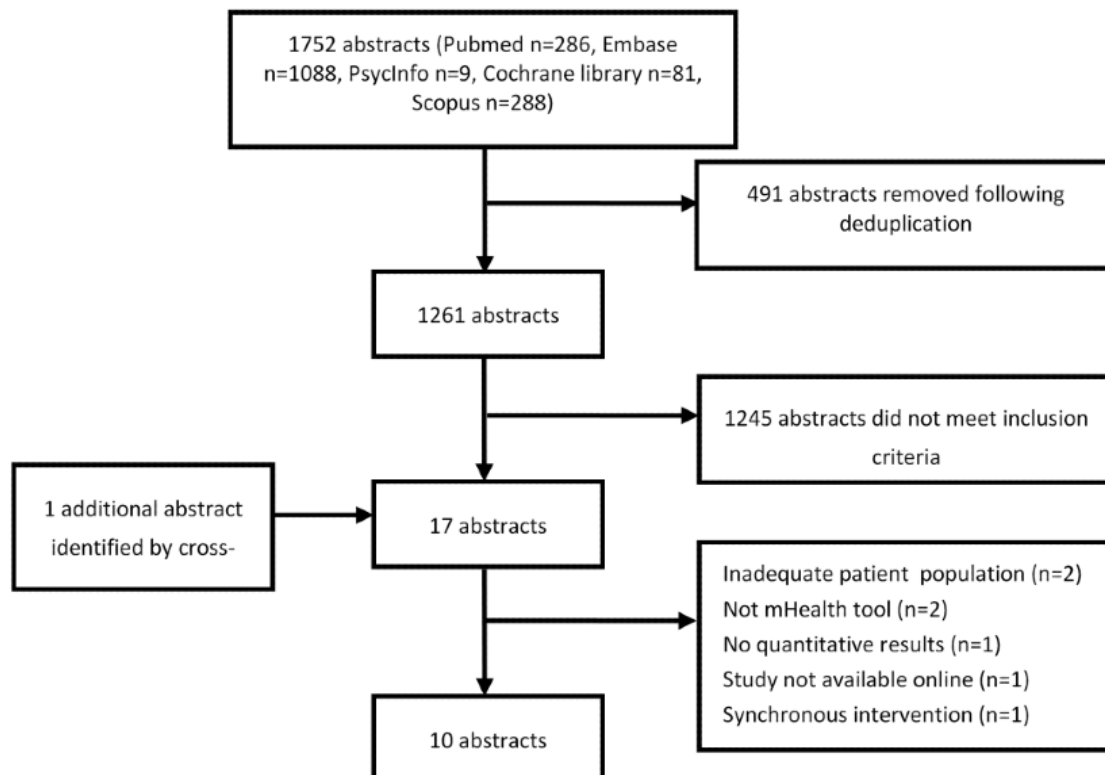 1752 abstracts (Pubmed n=286, Embase
n=1088, PsycInfo n=9, Cochrane library n=81,
Scopus n=288)
491 abstracts removed following
deduplication
1261 abstracts
1245 abstracts did not meet inclusion
criteria
1 additional abstract
identified by cross-
17 abstracts
Inadequate patient population (n=2)
Not mHealth tool (n=2)
No quantitative results (n=1)
Study not available online (n=1)
Synchronous intervention (n=1)
10 abstracts